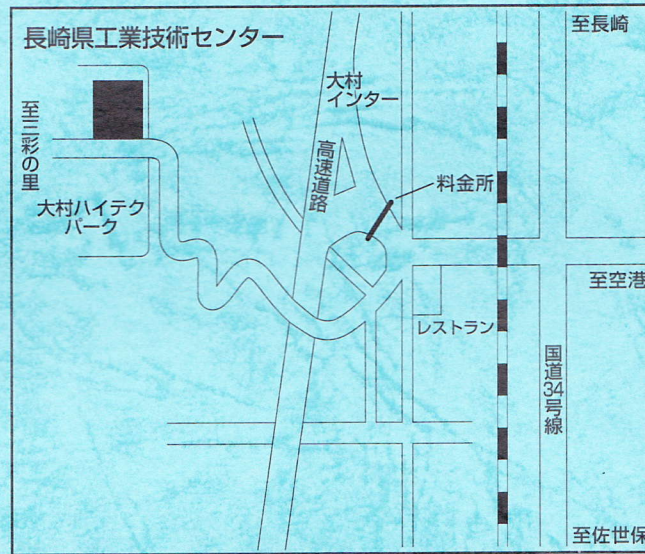 長崎県工業技術センター
至長崎
大村
インター
至三彩の里
高速道路
料金所
大村ハイテク
パーク
至空港
レストラン
国道34号線
至佐世保